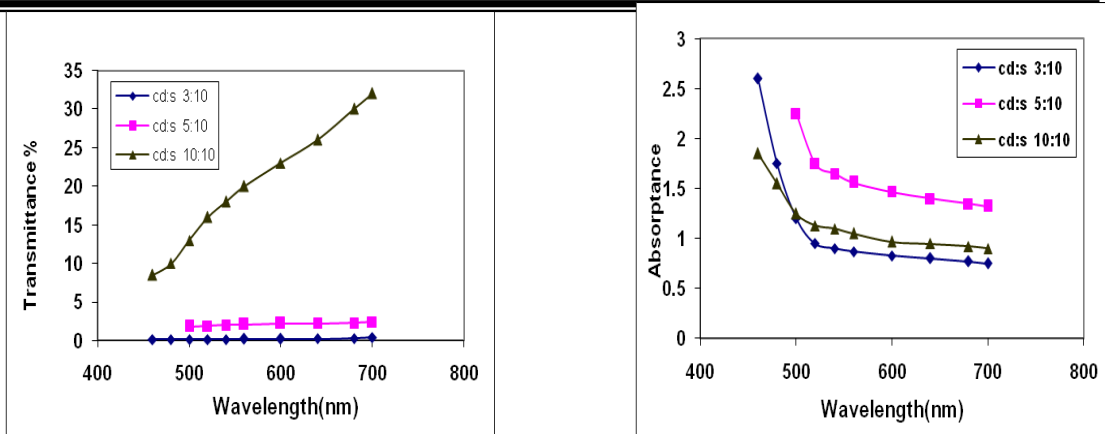 35
30
25
20
15
10
5
0
Transmittance %
cd:s 3:10
cd:s 5:10
cd:s 10:10
400 500 600 700 800
Wavelength(nm)
3
2.5
2
1.5
1
0.5
0
Absorptance
cd:s 3:10
cd:s 5:10
cd:s 10:10
400 500 600 700 800
Wavelength(nm)